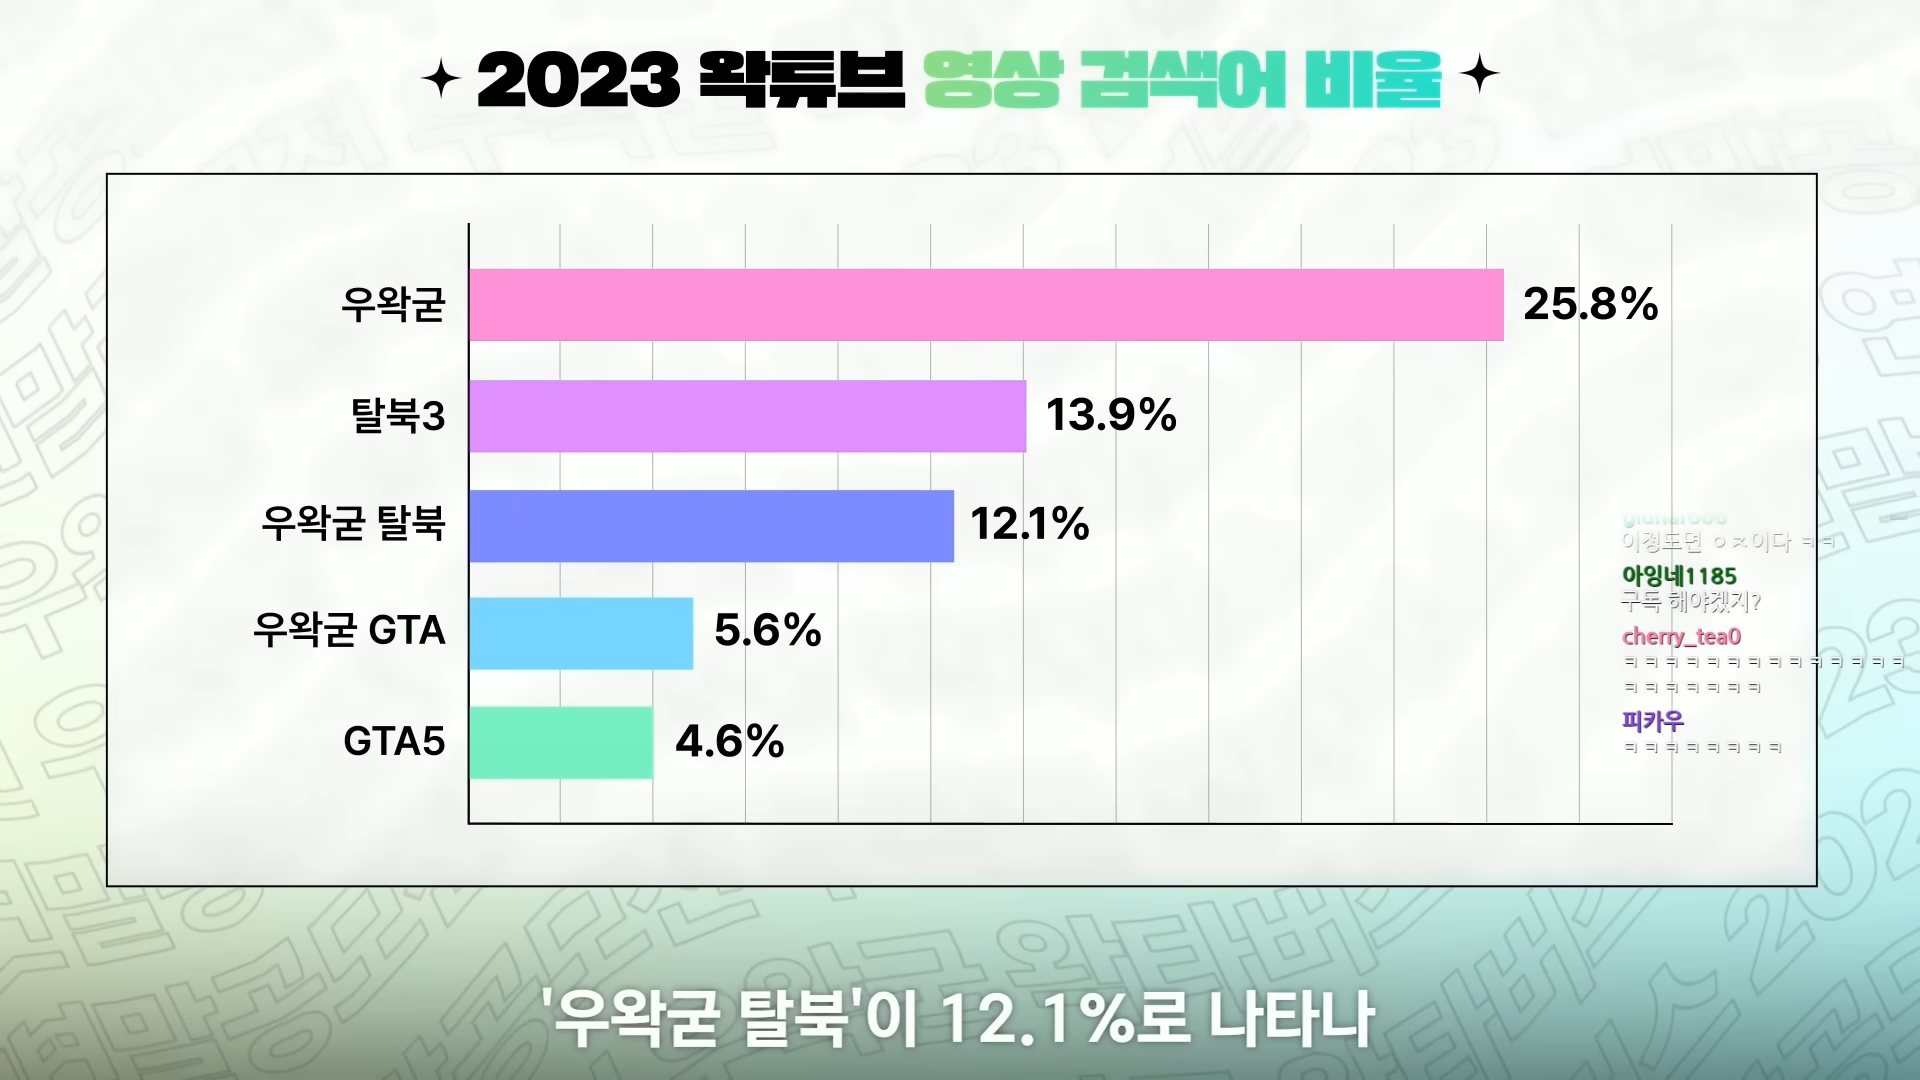 2023 왁튜브 영상 검색어 비율
우왁굳 25.8%
탈북3 13.9%
우왁굳 탈북 12.1%
우왁굳 GTA 5.6%
GTA5 4.6%
이정도면 ㅇㅈ이다 ㅋㅋ
아잉네1185
구독 해야겠지?
cherry_tea0
ㅋㅋㅋㅋㅋㅋㅋㅋㅋㅋㅋㅋㅋㅋ
ㅋㅋㅋㅋㅋㅋㅋ
피카우
ㅋㅋㅋㅋㅋㅋㅋㅋ
'우왁굳 탈북'이 12.1%로 나타나